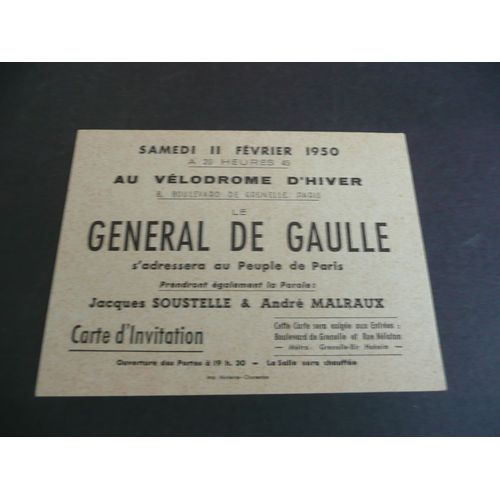 SAMEDI 11 FÉVRIER 1950
A 20 HEURES 45
AU VÉLODROME D'HIVER
8, BOULEVARD DE GRENELLE, PARIS
LE
GENERAL DE GAULLE
s'adressera au Peuple de Paris
Prendront également la Parole :
Jacques SOUSTELLE & André MALRAUX
Carte d'Invitation
Cette Carte sera exigée aux Entrées :
Boulevard de Grenelle et Rue Nélaton
— Métro : Grenelle-Bir Hakeim —
Ouverture des Portes à 19 h. 30 — La Salle sera chauffée
Imp.